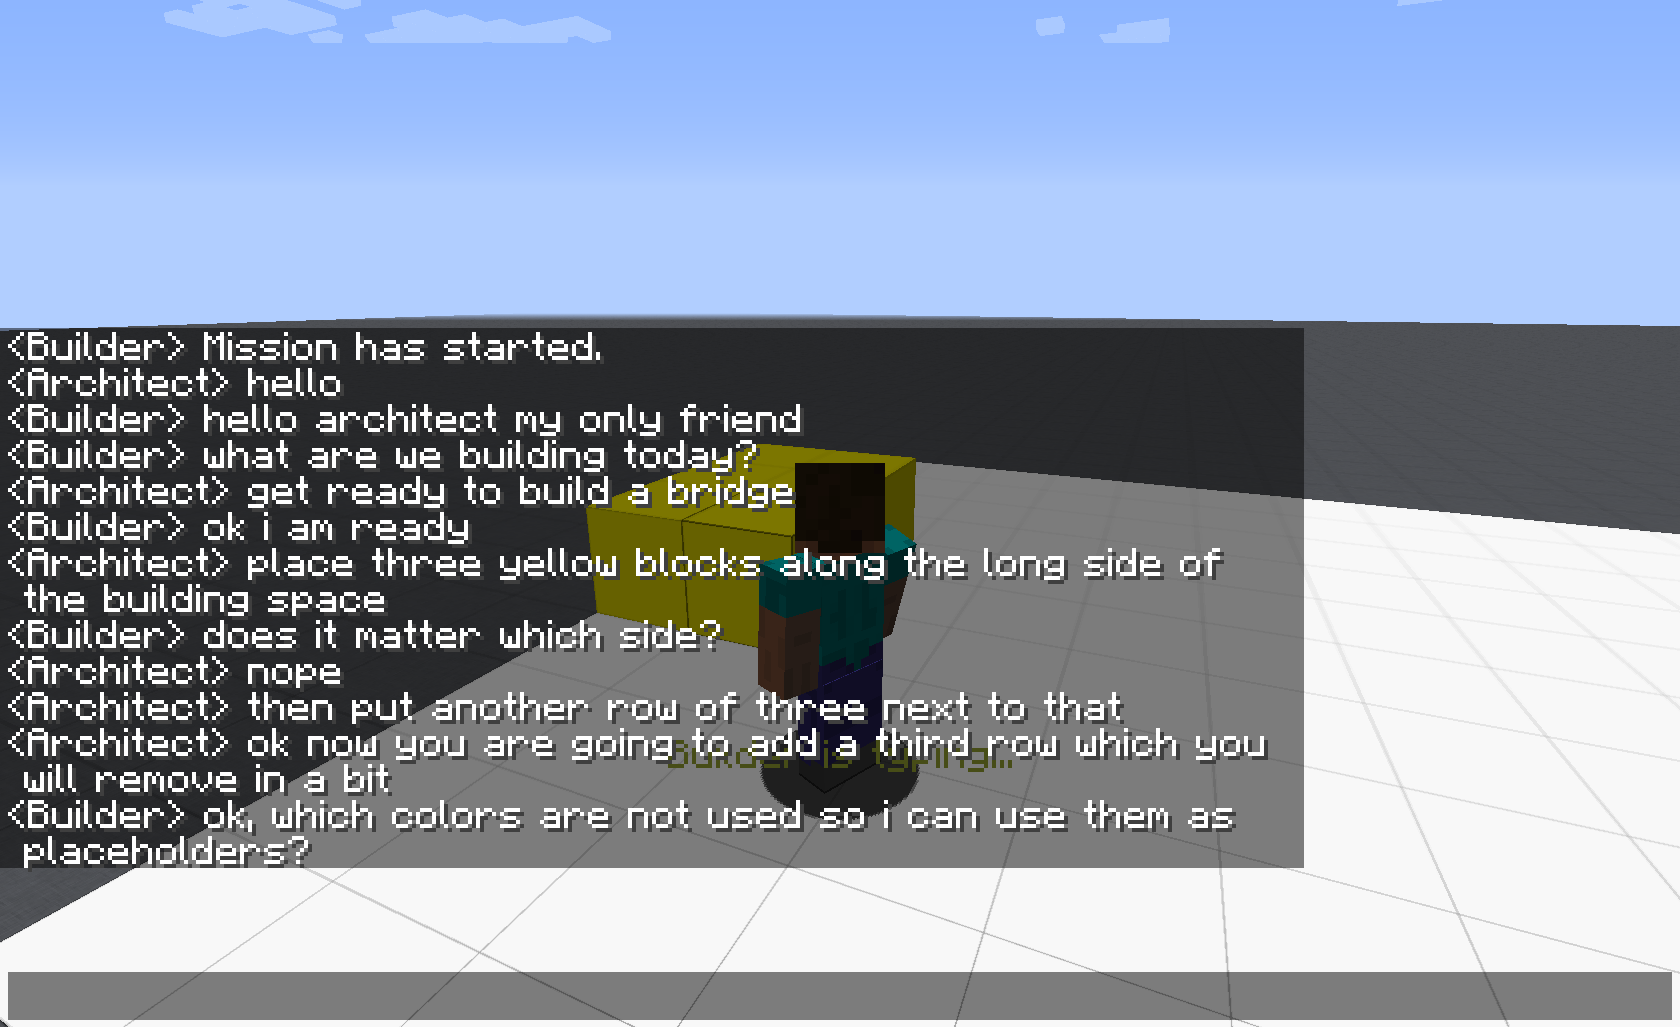 <Builder> Mission has started.
<Architect> hello
<Builder> hello architect my only friend
<Builder> what are we building today?
<Architect> get ready to build a bridge
<Builder> ok i am ready
<Architect> place three yellow blocks along the long side of
the building space
<Builder> does it matter which side?
<Architect> nope
<Architect> then put another row of three next to that
<Architect> ok now you are going to add a third row which you
will remove in a bit
Builder is typing...
<Builder> ok, which colors are not used so i can use them as
placeholders?